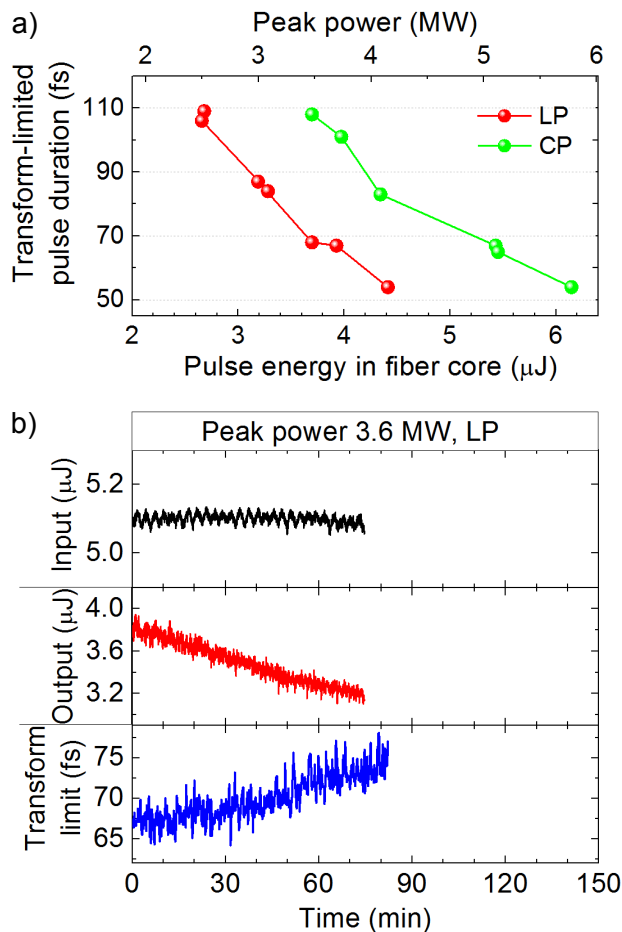 a)
Peak power (MW)
2 3 4 5 6
Transform-limited
pulse duration (fs)
110
90
70
50
LP
CP
2 3 4 5 6
Pulse energy in fiber core (μJ)
b)
Peak power 3.6 MW, LP
Input (μJ)
5.2
5.0
Output (μJ)
4.0
3.6
3.2
Transform
limit (fs)
75
70
65
0 30 60 90 120 150
Time (min)